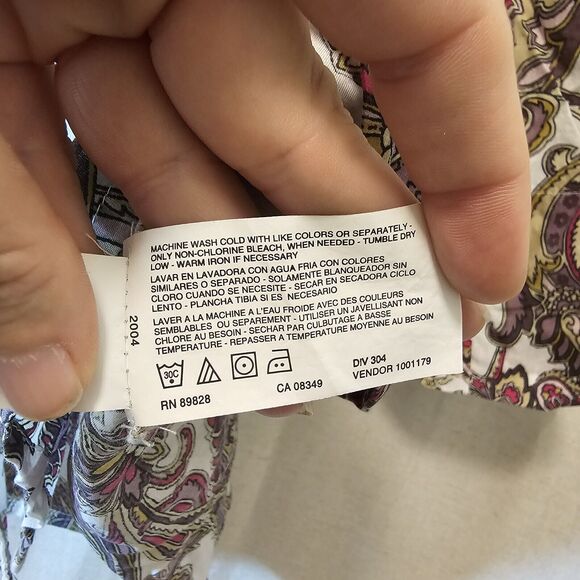 MACHINE WASH COLD WITH LIKE COLORS OR SEPARATELY -
ONLY NON-CHLORINE BLEACH, WHEN NEEDED - TUMBLE DRY
LOW - WARM IRON IF NECESSARY
LAVAR EN LAVADORA CON AGUA FRIA CON COLORES
SIMILARES O SEPARADO - SOLAMENTE BLANQUEADOR SIN
CLORO CUANDO SE NECESITE - SECAR EN SECADORA CICLO
LENTO - PLANCHA TIBIA SI ES NECESARIO
LAVER A LA MACHINE A L'EAU FROIDE AVEC DES COULEURS
SEMBLABLES OU SEPAREMENT - UTILISER UN JAVELLISANT NON
CHLORE AU BESOIN - SECHAR PAR CULBUTAGE A BASSE
TEMPERATURE - REPASSER A TEMPERATURE MOYENNE AU BESOIN
30C
DIV 304
RN 89828 CA 08349 VENDOR 1001179
2004